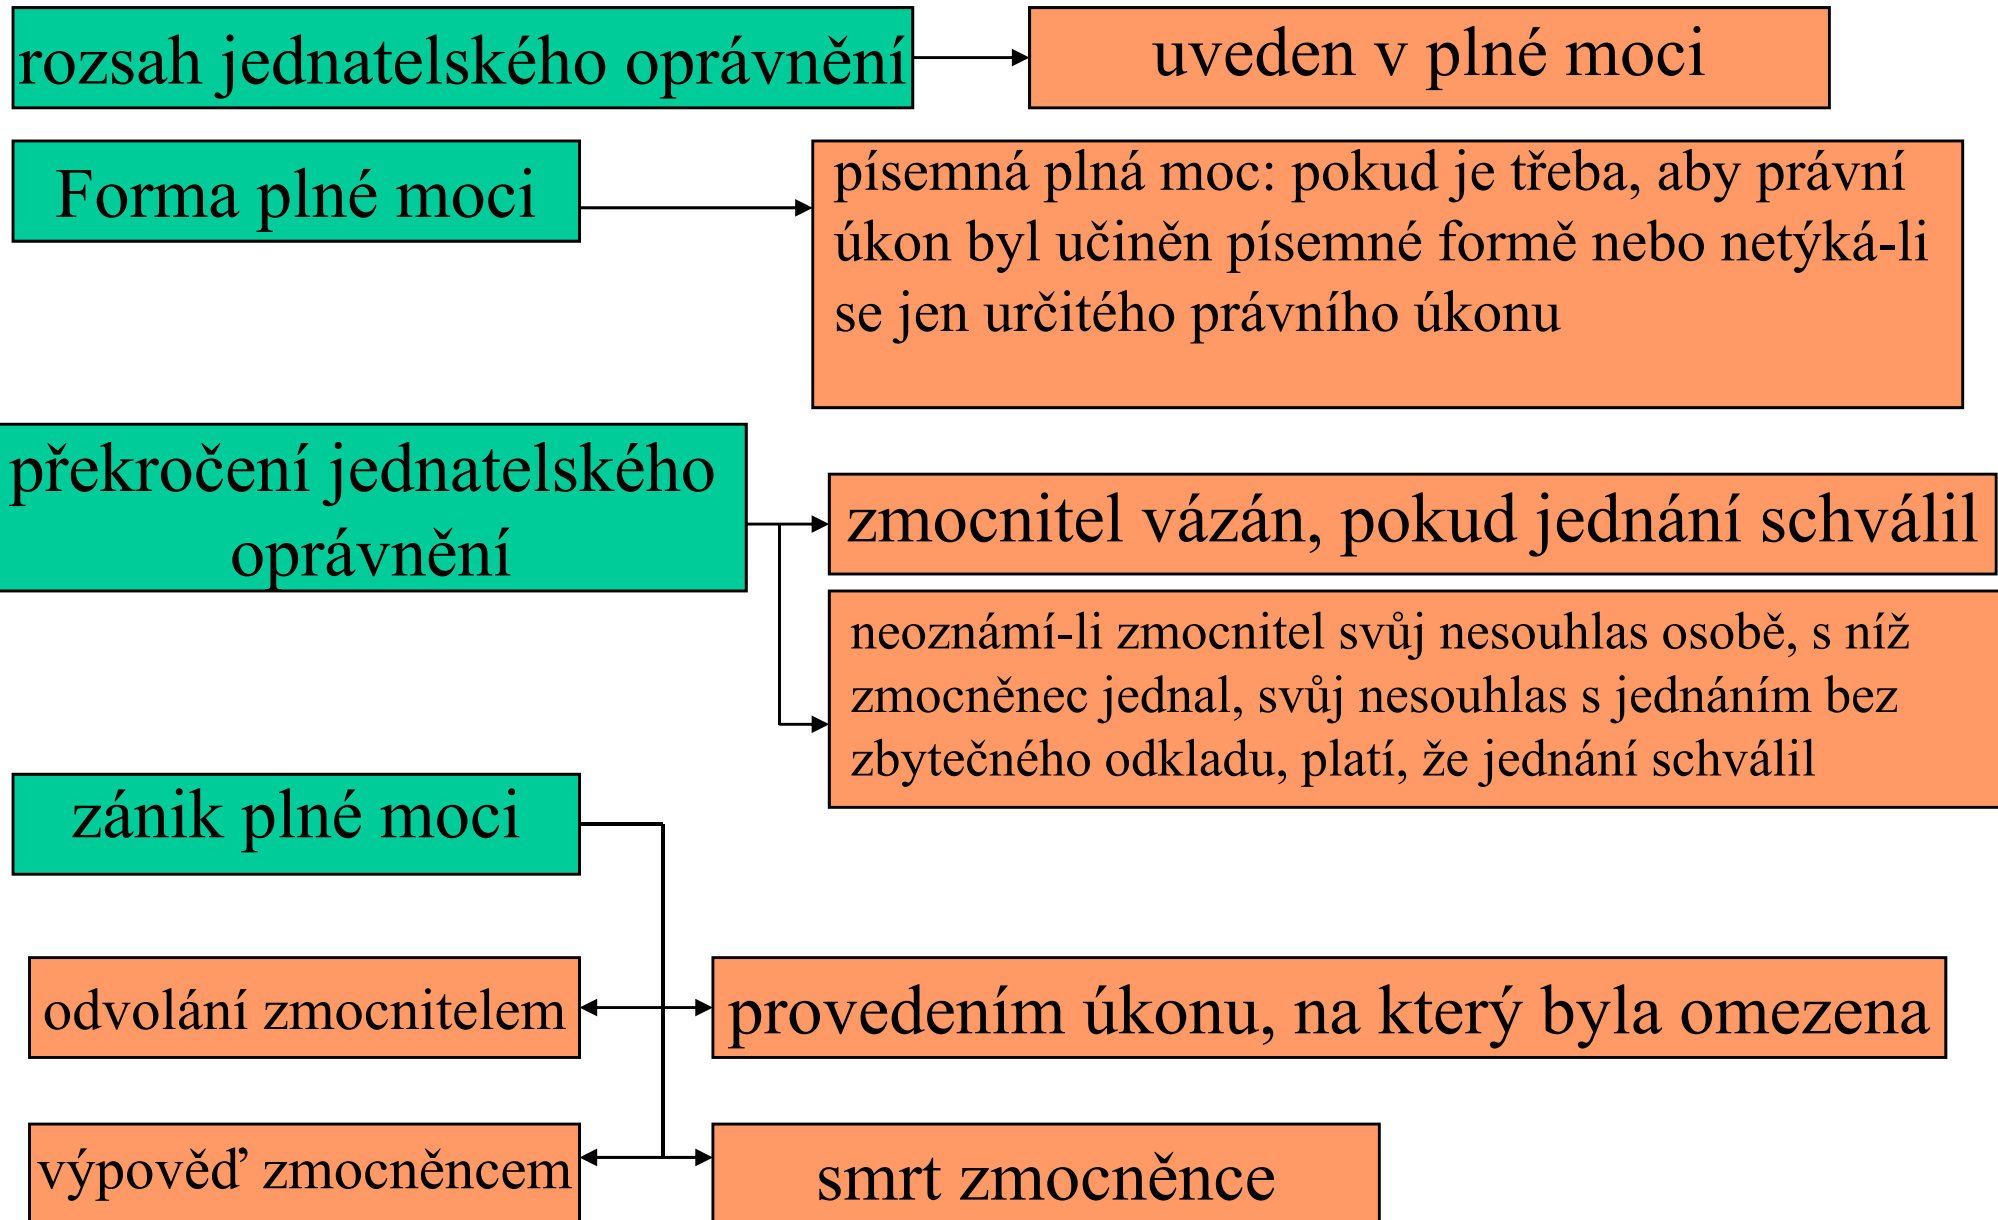 rozsah jednatelského oprávnění
uveden v plné moci
Forma plné moci
písemná plná moc: pokud je třeba, aby právní
úkon byl učiněn písemné formě nebo netýká-li
se jen určitého právního úkonu
překročení jednatelského
oprávnění
zmocnitel vázán, pokud jednání schválil
neoznámí-li zmocnitel svůj nesouhlas osobě, s níž
zmocněnec jednal, svůj nesouhlas s jednáním bez
zbytečného odkladu, platí, že jednání schválil
zánik plné moci
odvolání zmocnitelem
provedením úkonu, na který byla omezena
výpověď zmocněncem
smrt zmocněnce